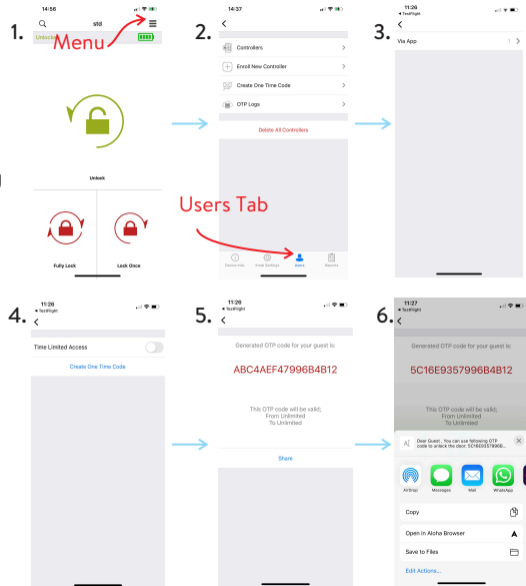 1.
14:56
std
Menu
Unlocked
Unlock
Fully Lock
Lock Once
2.
14:37
Controllers
Enroll New Controller
Create One Time Code
OTP Logs
Delete All Controllers
Users Tab
Users
Reports
3.
11:26
TestFlight
Via App
1
4.
11:26
TestFlight
Time Limited Access
Create One Time Code
5.
11:26
TestFlight
Generated OTP code for your guest is:
ABC4AEF47996B4B12
This OTP code will be valid;
From Unlimited
To Unlimited
Share
6.
11:27
TestFlight
Generated OTP code for your guest is:
5C16E9357996B4B12
This OTP code will be valid;
From Unlimited
To Unlimited
Dear Guest , You can use following OTP
code to unlock the door: 5C16E9357996B...
AirDrop
Messages
Mail
WhatsApp
Copy
Open in Aloha Browser
Save to Files
Edit Actions...